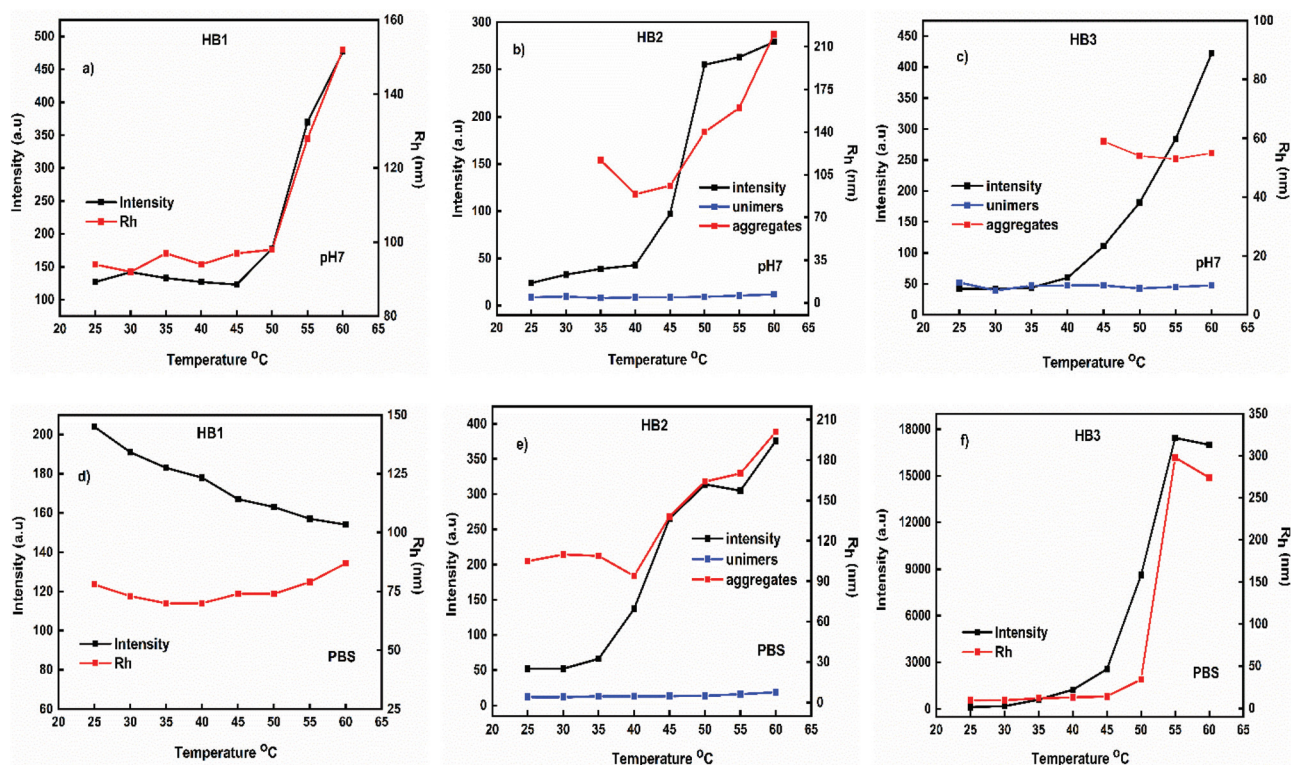 HB1
a)
500
450
400
350
300
250
200
150
100
160
140
120
100
80
Intensity (a.u)
Rh (nm)
Intensity
Rh
pH7
20 25 30 35 40 45 50 55 60 65
Temperature OC
HB2
b)
300
250
200
150
100
50
0
210
175
140
105
70
35
0
Intensity (a.u)
Rh (nm)
intensity
unimers
aggregates
pH7
20 25 30 35 40 45 50 55 60 65
Temperature OC
HB3
c)
450
400
350
300
250
200
150
100
50
0
100
80
60
40
20
0
Intensity (a.u)
Rh (nm)
intensity
unimers
aggregates
pH7
20 25 30 35 40 45 50 55 60 65
Temperature OC
HB1
d)
200
180
160
140
120
100
80
60
150
125
100
75
50
25
Intensity (a.u)
Rh (nm)
Intensity
Rh
PBS
20 25 30 35 40 45 50 55 60 65
Temperature OC
HB2
e)
400
350
300
250
200
150
100
50
0
210
180
150
120
90
60
30
0
Intensity (a.u)
Rh (nm)
intensity
unimers
aggregates
PBS
20 25 30 35 40 45 50 55 60 65
Temperature OC
HB3
f)
18000
15000
12000
9000
6000
3000
0
350
300
250
200
150
100
50
0
Intensity (a.u)
Rh (nm)
Intensity
Rh
PBS
20 25 30 35 40 45 50 55 60 65
Temperature OC